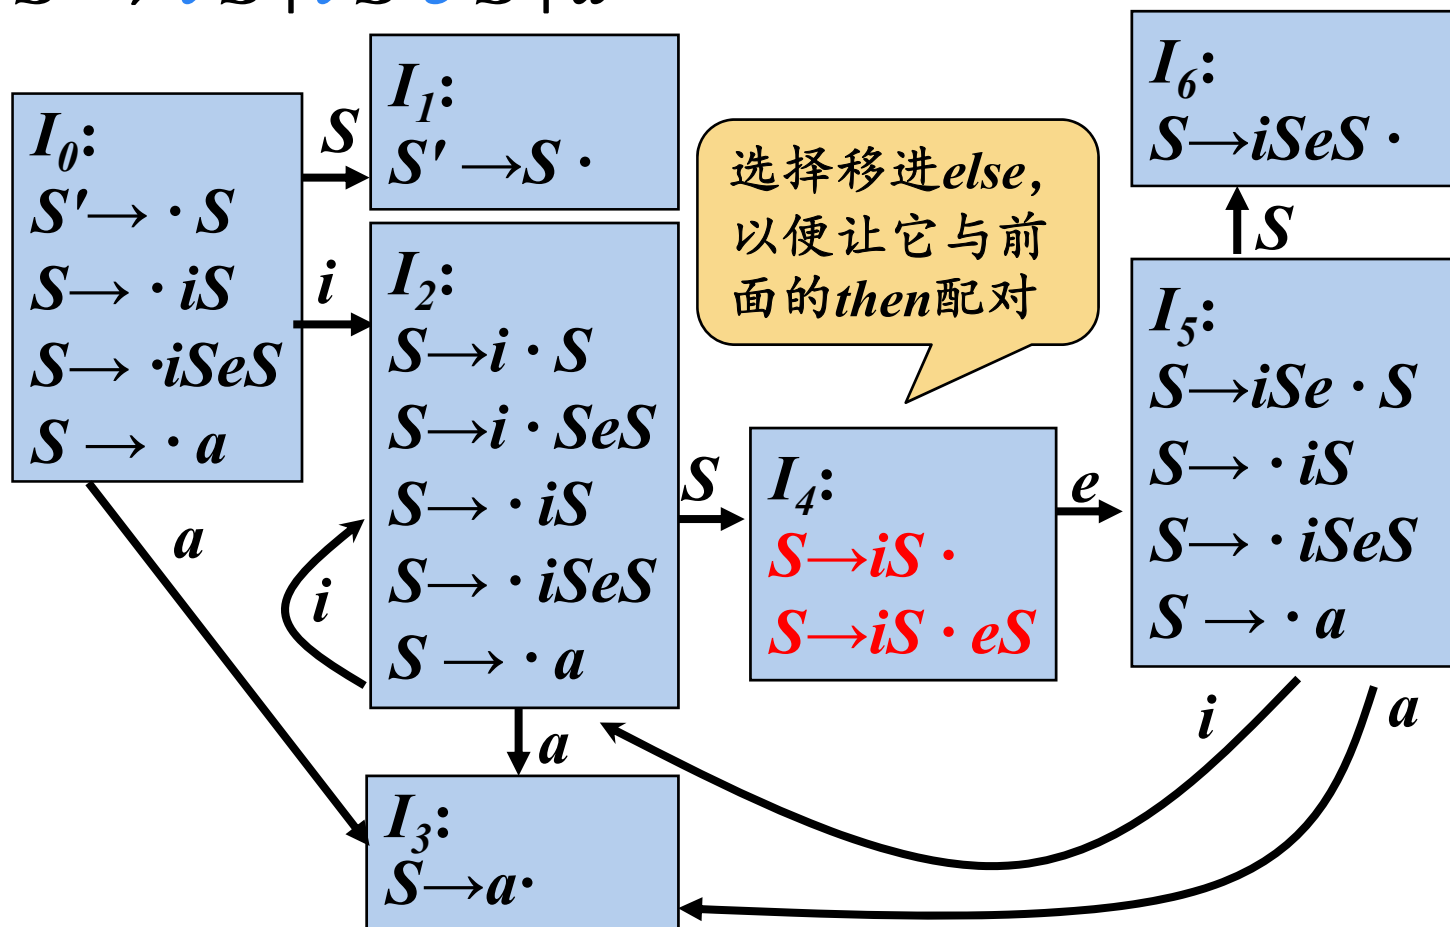 I₀:
S'→ · S
S→ · iS
S→ ·iSeS
S → · a
S
i
a
I₁:
S' →S ·
I₂:
S→i · S
S→i · SeS
S→ · iS
S→ · iSeS
S → · a
i
a
I₃:
S→a·
选择移进else,
以便让它与前
面的then配对
S
I₄:
S→iS ·
S→iS · eS
e
I₆:
S→iSeS ·
S
I₅:
S→iSe · S
S→ · iS
S→ · iSeS
S → · a
i
a